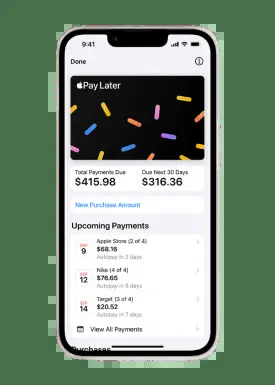 9:41
Done
Pay Later
Total Payments Due
Due Next 30 Days
$415.98
$316.36
New Purchase Amount
Upcoming Payments
SEP
9
Apple Store (2 of 4)
$68.16
Autopay in 2 days
SEP
12
Nike (4 of 4)
$76.65
Autopay in 5 days
SEP
14
Target (3 of 4)
$20.52
Autopay in 7 days
View All Payments
Purchases